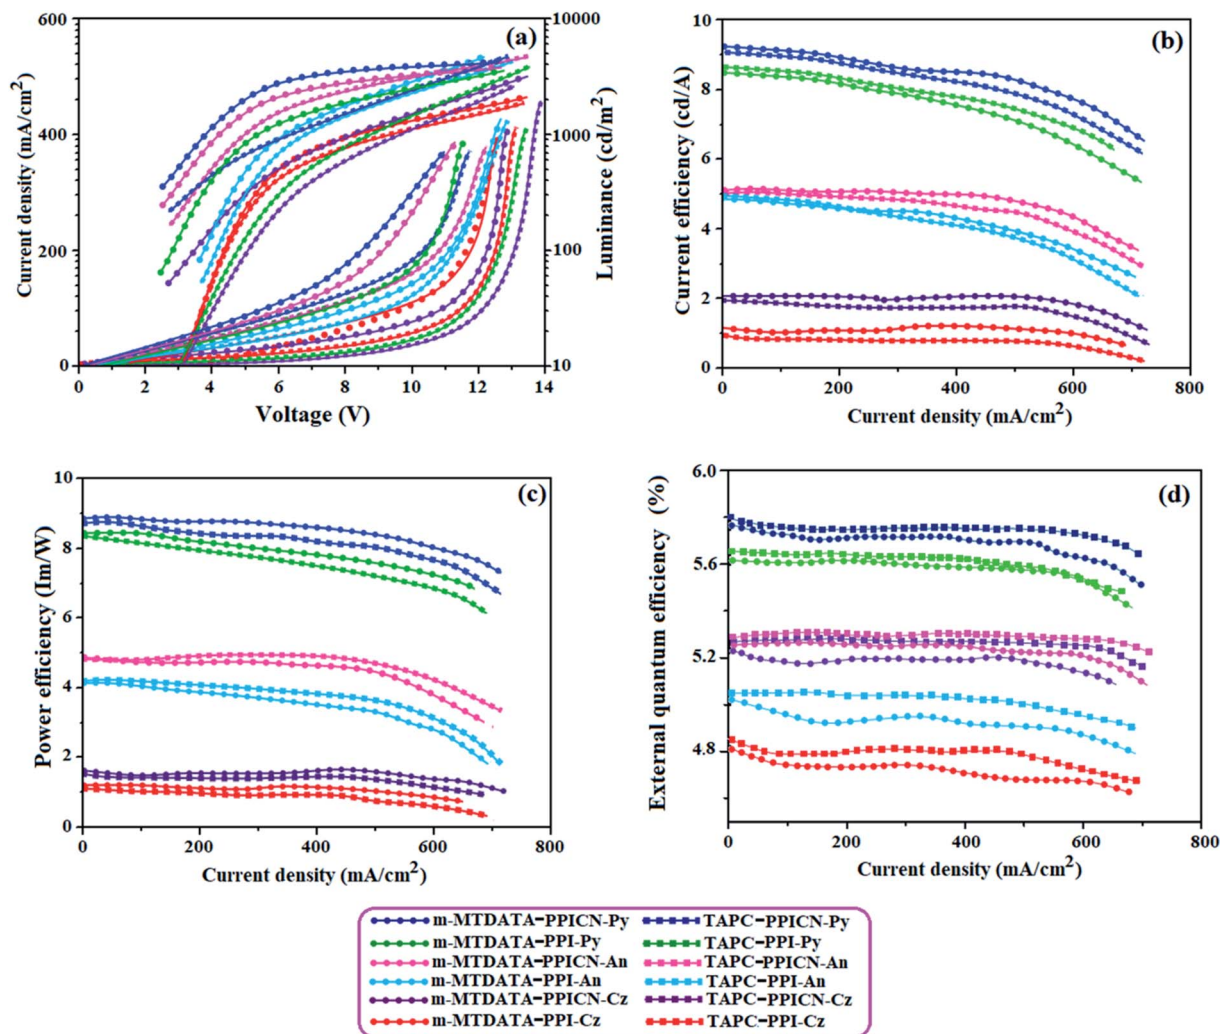 (a)
Current density (mA/cm2)
600
400
200
0
10000
1000
100
10
Luminance (cd/m2)
0 2 4 6 8 10 12 14
Voltage (V)
(b)
Current efficiency (cd/A)
10
8
6
4
2
0
0 200 400 600 800
Current density (mA/cm2)
(c)
Power efficiency (Im/W)
10
8
6
4
2
0
0 200 400 600 800
Current density (mA/cm2)
(d)
External quantum efficiency (%)
6.0
5.6
5.2
4.8
0 200 400 600 800
Current density (mA/cm2)
m-MTDATA-PPICN-Py TAPC-PPICN-Py
m-MTDATA-PPI-Py TAPC-PPI-Py
m-MTDATA-PPICN-An TAPC-PPICN-An
m-MTDATA-PPI-An TAPC-PPI-An
m-MTDATA-PPICN-Cz TAPC-PPICN-Cz
m-MTDATA-PPI-Cz TAPC-PPI-Cz